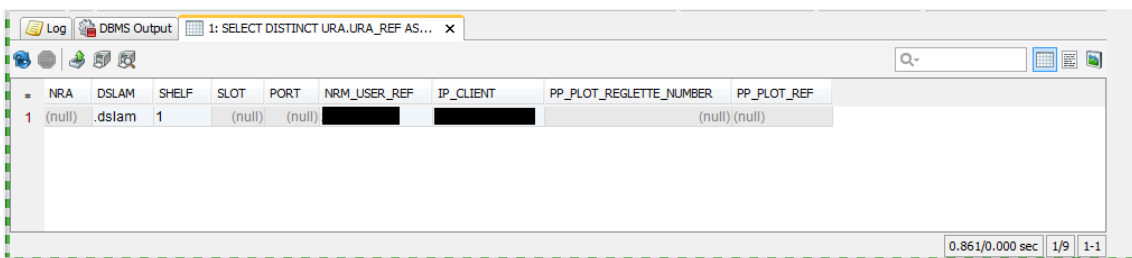 Log DBMS Output 1: SELECT DISTINCT URA.URA_REF AS... x
* NRA DSLAM SHELF SLOT PORT NRM_USER_REF IP_CLIENT PP_PLOT_REGLETTE_NUMBER PP_PLOT_REF
1 (null) .dslam 1 (null) (null) (null) (null)
0.861/0.000 sec 1/9 1-1